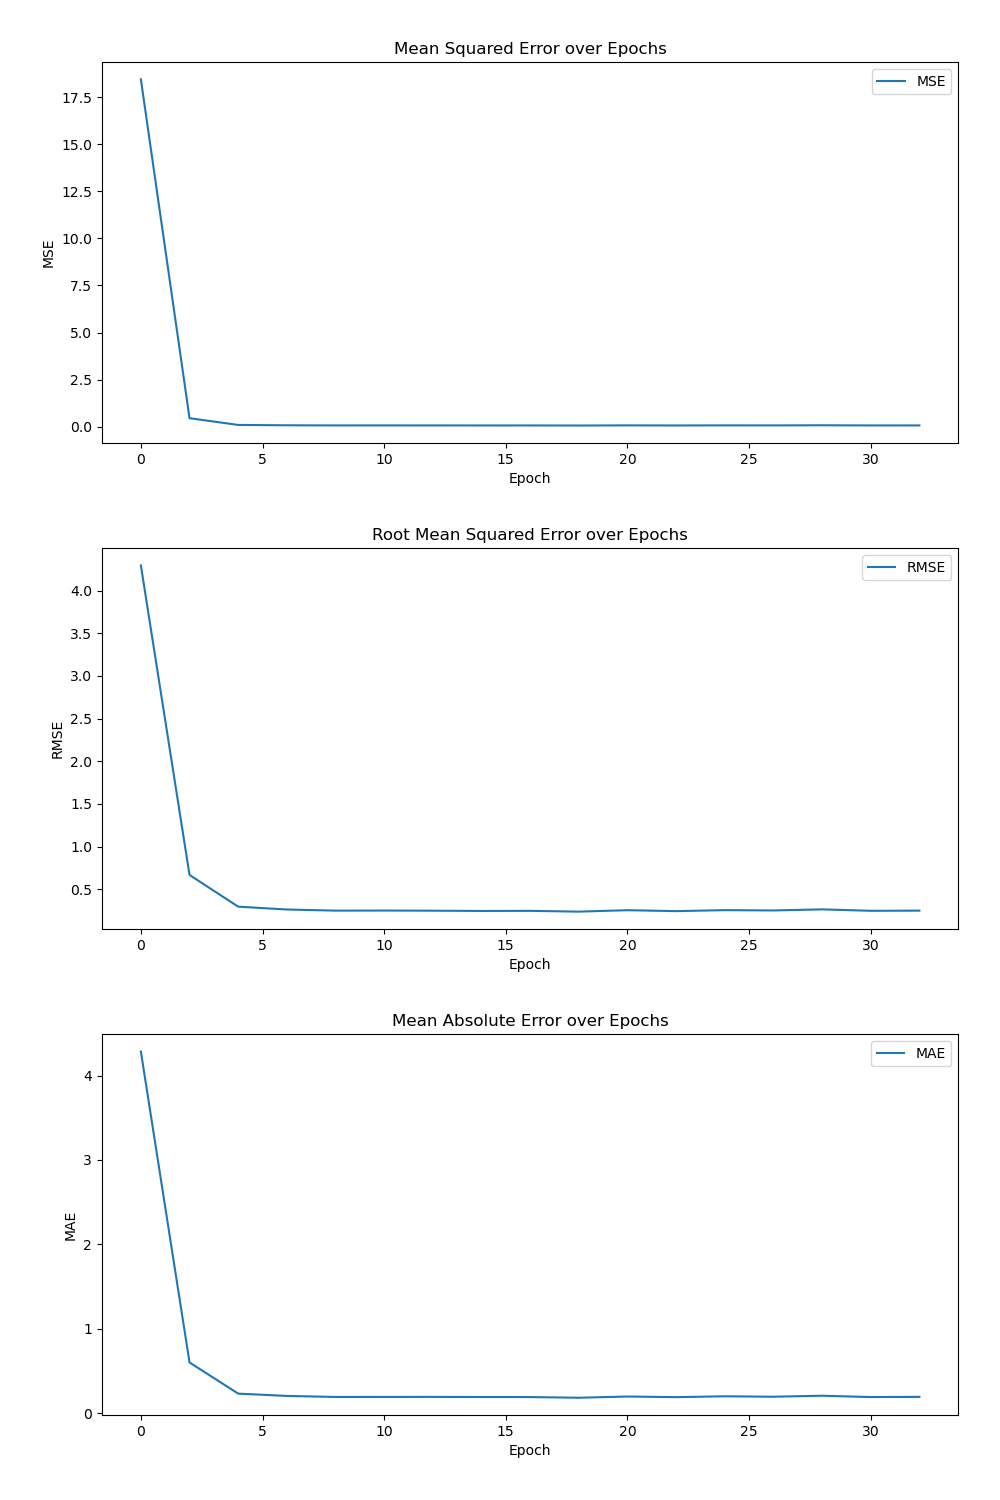 Mean Squared Error over Epochs
MSE
17.5
15.0
12.5
10.0
7.5
5.0
2.5
0.0
MSE
0 5 10 15 20 25 30
Epoch
Root Mean Squared Error over Epochs
RMSE
4.0
3.5
3.0
2.5
2.0
1.5
1.0
0.5
RMSE
0 5 10 15 20 25 30
Epoch
Mean Absolute Error over Epochs
MAE
4
3
2
1
0
MAE
0 5 10 15 20 25 30
Epoch